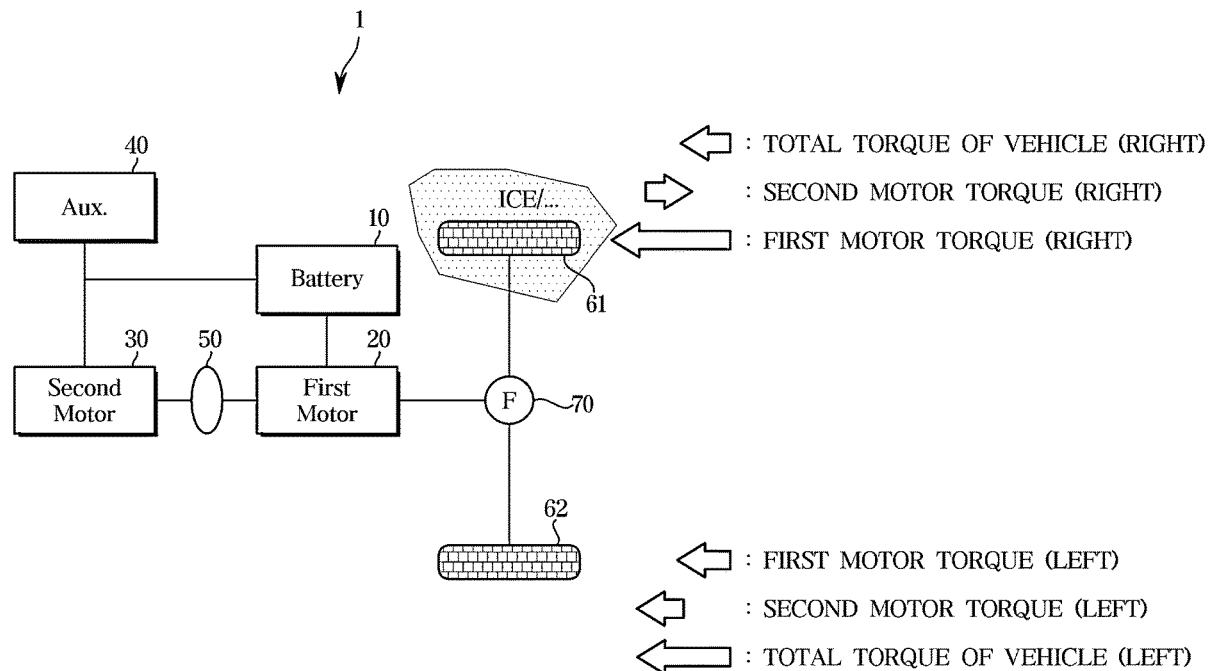 1
: TOTAL TORQUE OF VEHICLE (RIGHT)
: SECOND MOTOR TORQUE (RIGHT)
: FIRST MOTOR TORQUE (RIGHT)
40
Aux.
10
Battery
ICE/...
61
30
Second
Motor
50
20
First
Motor
F
70
62
: FIRST MOTOR TORQUE (LEFT)
: SECOND MOTOR TORQUE (LEFT)
: TOTAL TORQUE OF VEHICLE (LEFT)